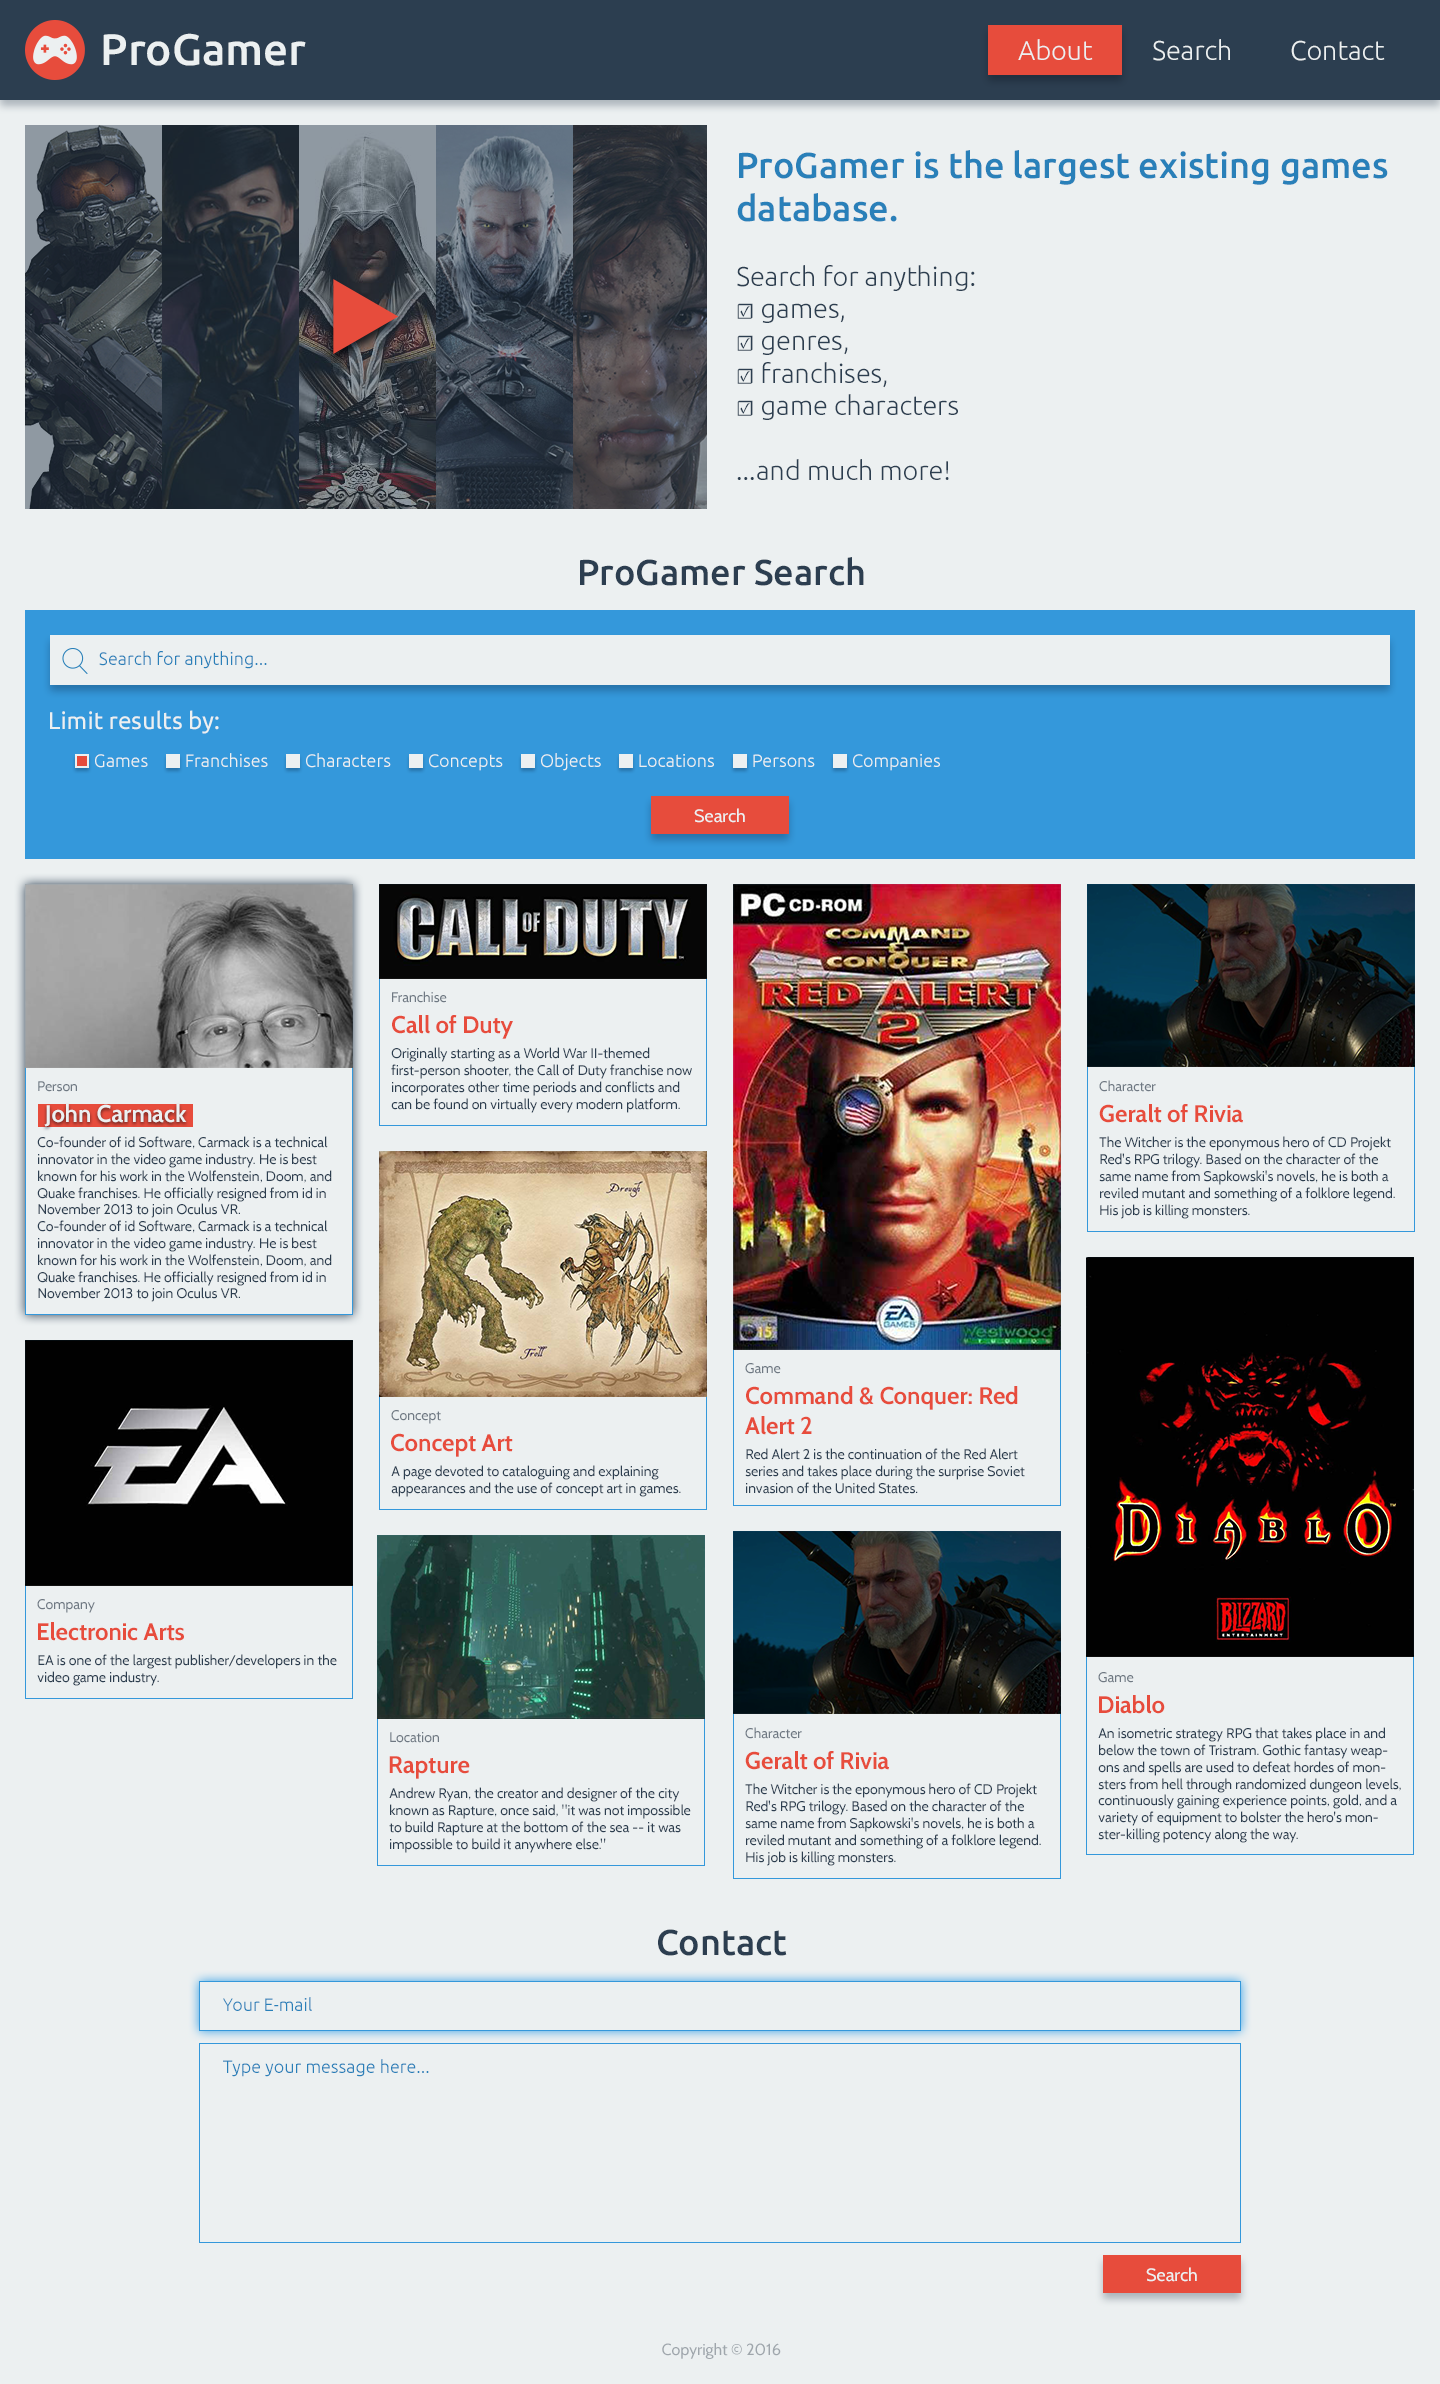 ProGamer
About
Search
Contact
ProGamer is the largest existing games
database.
Search for anything:
☑ games,
☑ genres,
☑ franchises,
☑ game characters
...and much more!
ProGamer Search
Search for anything...
Limit results by:
Games
Franchises
Characters
Concepts
Objects
Locations
Persons
Companies
Search
Person
John Carmack
Co-founder of id Software, Carmack is a technical
innovator in the video game industry. He is best
known for his work in the Wolfenstein, Doom, and
Quake franchises. He officially resigned from id in
November 2013 to join Oculus VR.
Co-founder of id Software, Carmack is a technical
innovator in the video game industry. He is best
known for his work in the Wolfenstein, Doom, and
Quake franchises. He officially resigned from id in
November 2013 to join Oculus VR.
EA
Company
Electronic Arts
EA is one of the largest publisher/developers in the
video game industry.
CALL OF DUTY
Franchise
Call of Duty
Originally starting as a World War II-themed
first-person shooter, the Call of Duty franchise now
incorporates other time periods and conflicts and
can be found on virtually every modern platform.
Dreugh
Troll
Concept
Concept Art
A page devoted to cataloguing and explaining
appearances and the use of concept art in games.
Location
Rapture
Andrew Ryan, the creator and designer of the city
known as Rapture, once said, "it was not impossible
to build Rapture at the bottom of the sea -- it was
impossible to build it anywhere else."
PC CD-ROM
COMMAND
&
CONQUER
RED ALERT
2
15
EA
GAMES
Westwood
STUDIOS
Game
Command & Conquer: Red
Alert 2
Red Alert 2 is the continuation of the Red Alert
series and takes place during the surprise Soviet
invasion of the United States.
Character
Geralt of Rivia
The Witcher is the eponymous hero of CD Projekt
Red's RPG trilogy. Based on the character of the
same name from Sapkowski's novels, he is both a
reviled mutant and something of a folklore legend.
His job is killing monsters.
Character
Geralt of Rivia
The Witcher is the eponymous hero of CD Projekt
Red's RPG trilogy. Based on the character of the
same name from Sapkowski's novels, he is both a
reviled mutant and something of a folklore legend.
His job is killing monsters.
DIABLO
™
BLIZZARD
ENTERTAINMENT
Game
Diablo
An isometric strategy RPG that takes place in and
below the town of Tristram. Gothic fantasy weap-
ons and spells are used to defeat hordes of mon-
sters from hell through randomized dungeon levels,
continuously gaining experience points, gold, and a
variety of equipment to bolster the hero's mon-
ster-killing potency along the way.
Contact
Your E-mail
Type your message here...
Search
Copyright © 2016